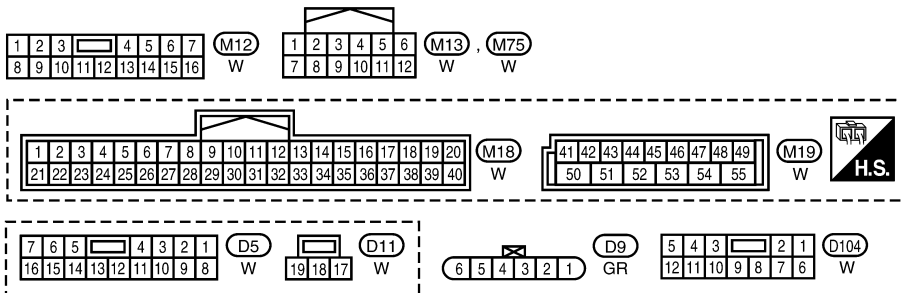 1 2 3 4 5 6 7 M12
8 9 10 11 12 13 14 15 16 W
1 2 3 4 5 6 M13 , M75
7 8 9 10 11 12 W W
1 2 3 4 5 6 7 8 9 10 11 12 13 14 15 16 17 18 19 20 M18
21 22 23 24 25 26 27 28 29 30 31 32 33 34 35 36 37 38 39 40 W
41 42 43 44 45 46 47 48 49 M19
50 51 52 53 54 55 W
H.S.
7 6 5 4 3 2 1 D5
16 15 14 13 12 11 10 9 8 W
D11
19 18 17 W
6 5 4 3 2 1 D9
GR
5 4 3 2 1 D104
12 11 10 9 8 7 6 W